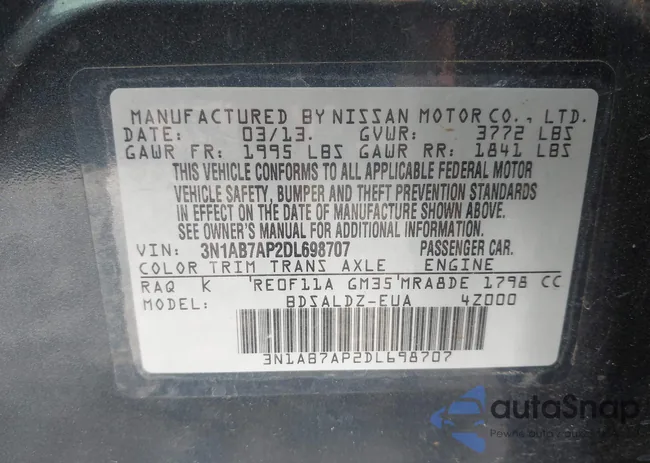 MANUFACTURED BY NISSAN MOTOR CO., LTD.
DATE: 03/13. GVWR: 3772 LBS
GAWR FR: 1995 LBS GAWR RR: 1841 LBS
THIS VEHICLE CONFORMS TO ALL APPLICABLE FEDERAL MOTOR
VEHICLE SAFETY, BUMPER AND THEFT PREVENTION STANDARDS
IN EFFECT ON THE DATE OF MANUFACTURE SHOWN ABOVE.
SEE OWNER'S MANUAL FOR ADDITIONAL INFORMATION.
VIN: 3N1AB7AP2DL698707 PASSENGER CAR.
COLOR TRIM TRANS AXLE ENGINE
RAQ K RE0F11A GM35 MRA8DE 1798 CC
MODEL: BDSALDZ-EUA 4Z000
3N1AB7AP2DL698707
autaSnap
Pewne auto z